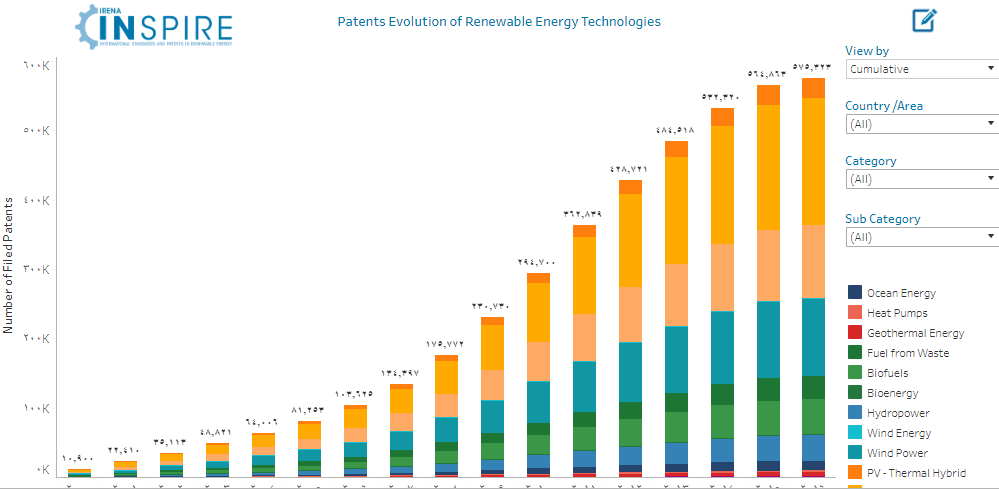 IRENA
INSPIRE
INTERNATIONAL STANDARDS AND PATENTS IN RENEWABLE ENERGY
Patents Evolution of Renewable Energy Technologies
Number of Filed Patents
٦٠٠K
٥٠٠K
٤٠٠K
٣٠٠K
٢٠٠K
١٠٠K
٠K
١٠,٩٠٠
٢٢,٤١٠
٣٥,١١٣
٤٨,٨٢١
٦٤,٠٠٦
٨١,٢٥٣
١٠٣,٦٢٥
١٣٤,٣٩٧
١٧٥,٧٧٢
٢٣٠,٧٣٠
٢٩٤,٧٠٠
٣٦٢,٨٣٩
٤٢٨,٧٢١
٤٨٤,٥١٨
٥٣٢,٣٢٠
٥٦٤,٨٦٣
٥٧٥,٣٢٣
View by
Cumulative
Country /Area
(All)
Category
(All)
Sub Category
(All)
Ocean Energy
Heat Pumps
Geothermal Energy
Fuel from Waste
Biofuels
Bioenergy
Hydropower
Wind Energy
Wind Power
PV - Thermal Hybrid